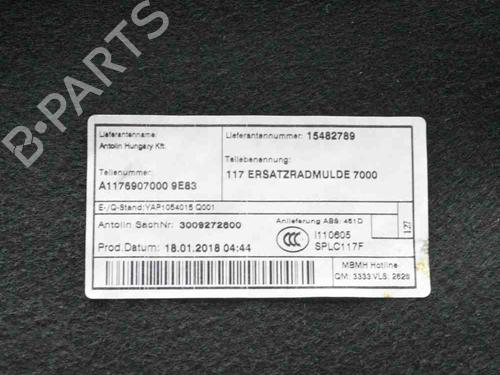 B-PARTS
Lieferantenname:
Antolin Hungary Kft.
Lieferantennummer: 15482789
Teilenummer:
A1176907000 9E83
Teilebenennung:
117 ERSATZRADMULDE 7000
E-/Q-Stand: YAP1054015 Q001
Antolin SachNr: 3009272600
Anlieferung ABS: 451D
CCC
I110605
SPLC117F
127
Prod.Datum: 18.01.2018 04:44
MBMH Hotline
QM: 3333 VLS: 2628